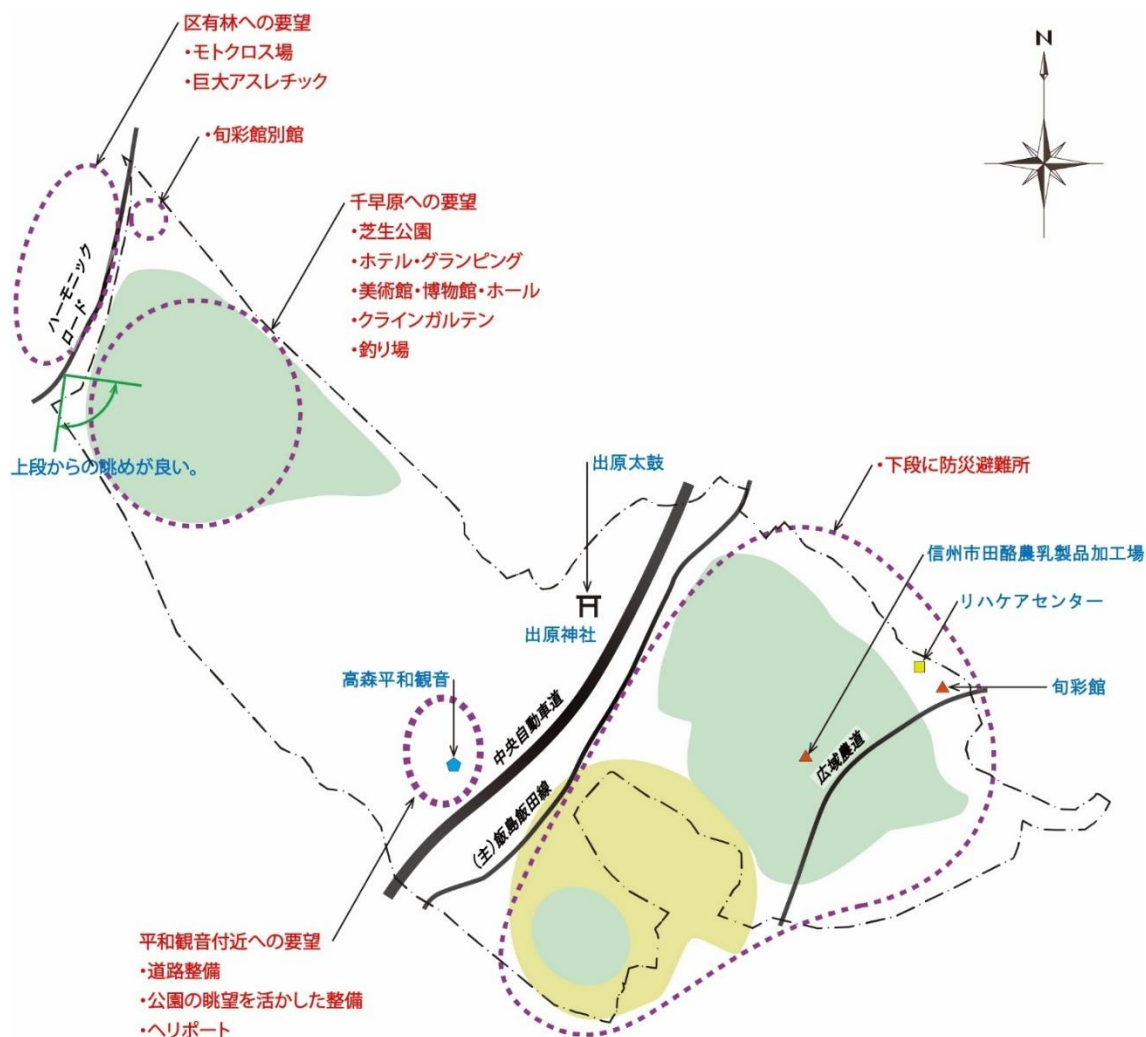 区有林への要望
・モトクロス場
・巨大アスレチック
・旬彩館別館
N
千早原への要望
・芝生公園
・ホテル・グランピング
・美術館・博物館・ホール
・クラインガルテン
・釣り場
ハーモニック
ロード
上段からの眺めが良い。
出原太鼓
・下段に防災避難所
信州市田酪農乳製品加工場
リハケアセンター
出原神社
高森平和観音
旬彩館
中央自動車道
広域農道
(主)飯島飯田線
平和観音付近への要望
・道路整備
・公園の眺望を活かした整備
・ヘリポート